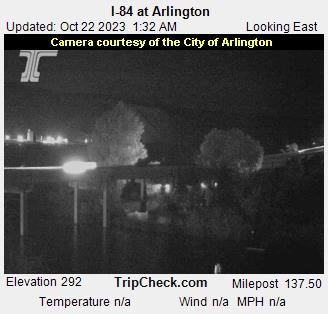 I-84 at Arlington
Updated: Oct 22 2023 1:32 AM Looking East
Camera courtesy of the City of Arlington
Elevation 292 TripCheck.com Milepost 137.50
Temperature n/a Wind n/a MPH n/a